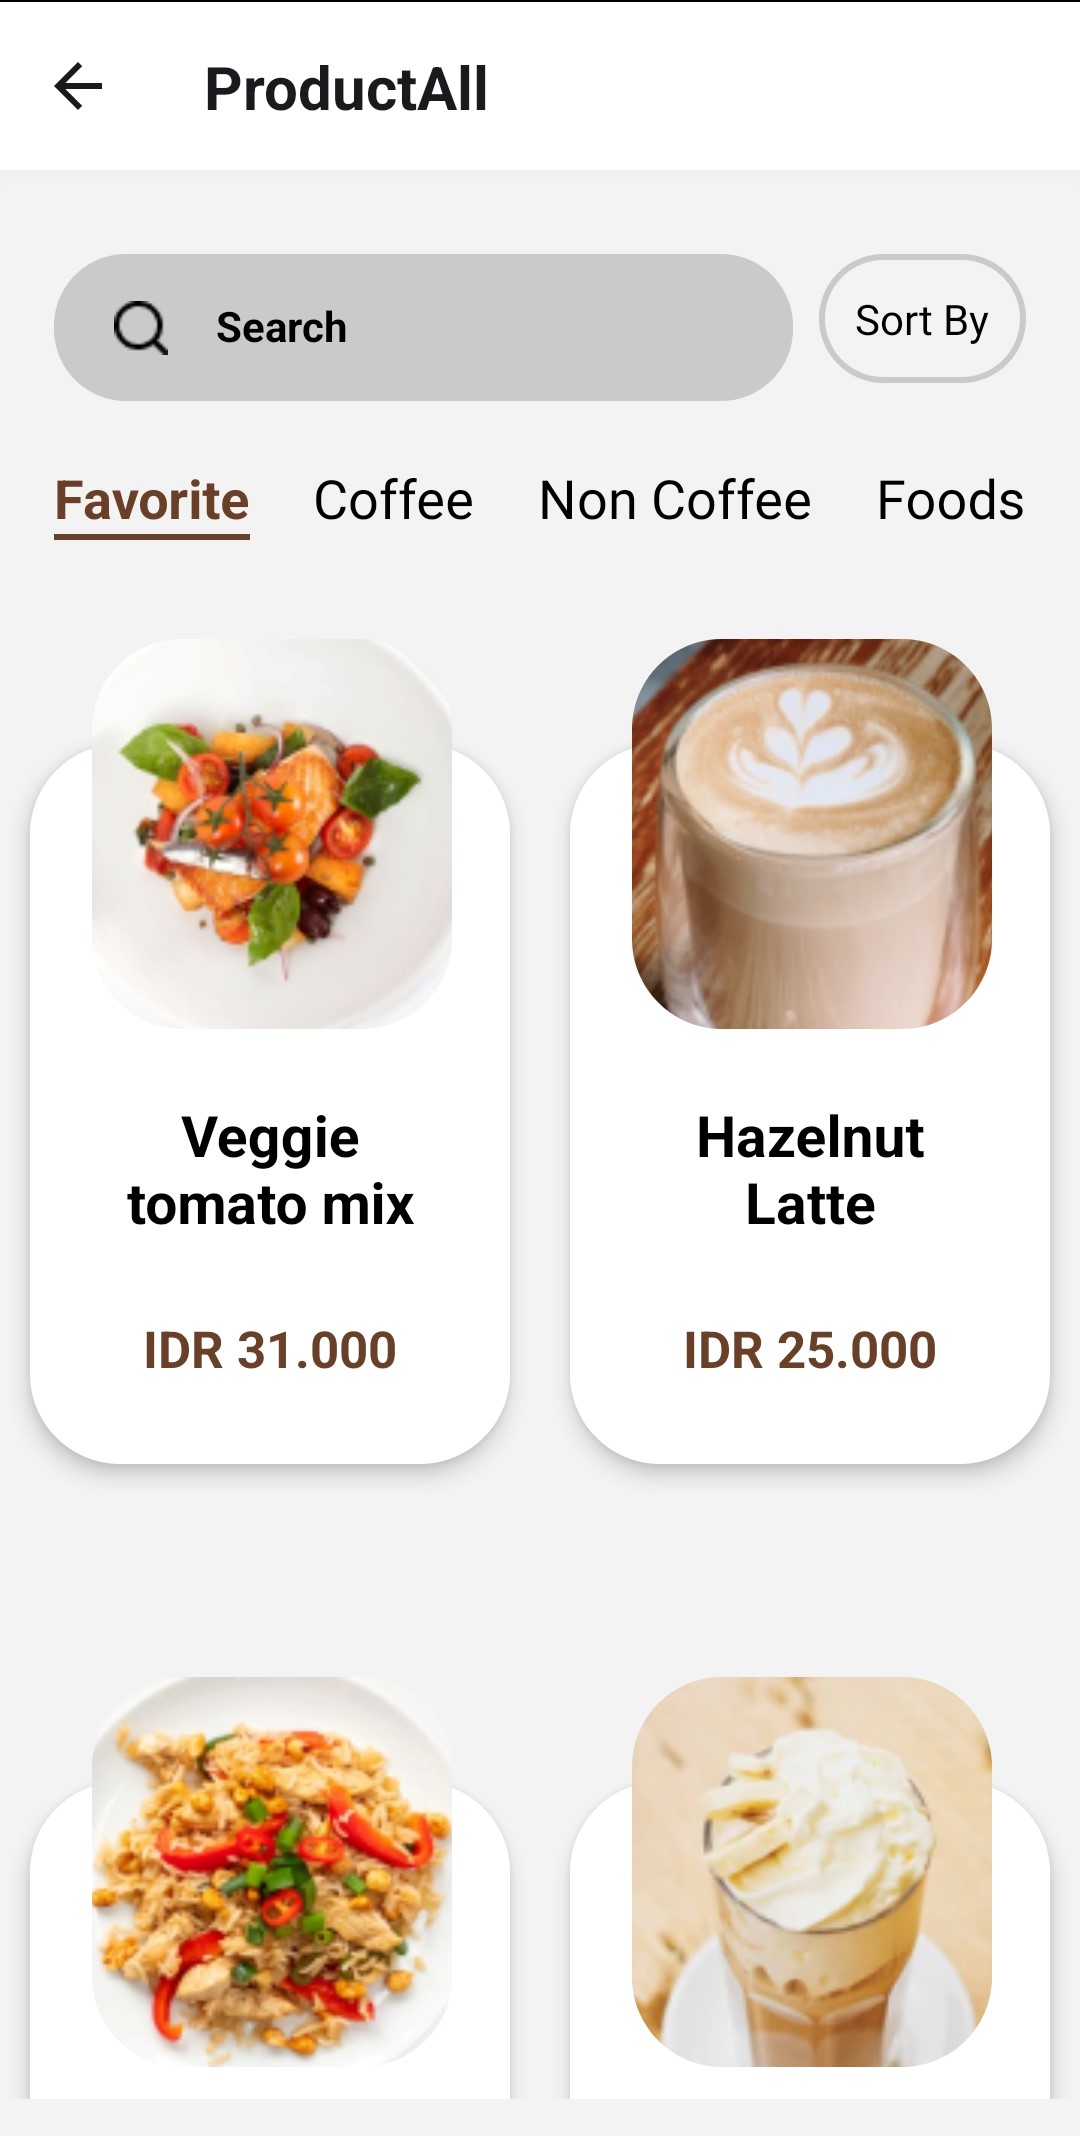 ProductAll
Search
Sort By
Favorite
Coffee
Non Coffee
Foods
Veggie
tomato mix
IDR 31.000
Hazelnut
Latte
IDR 25.000